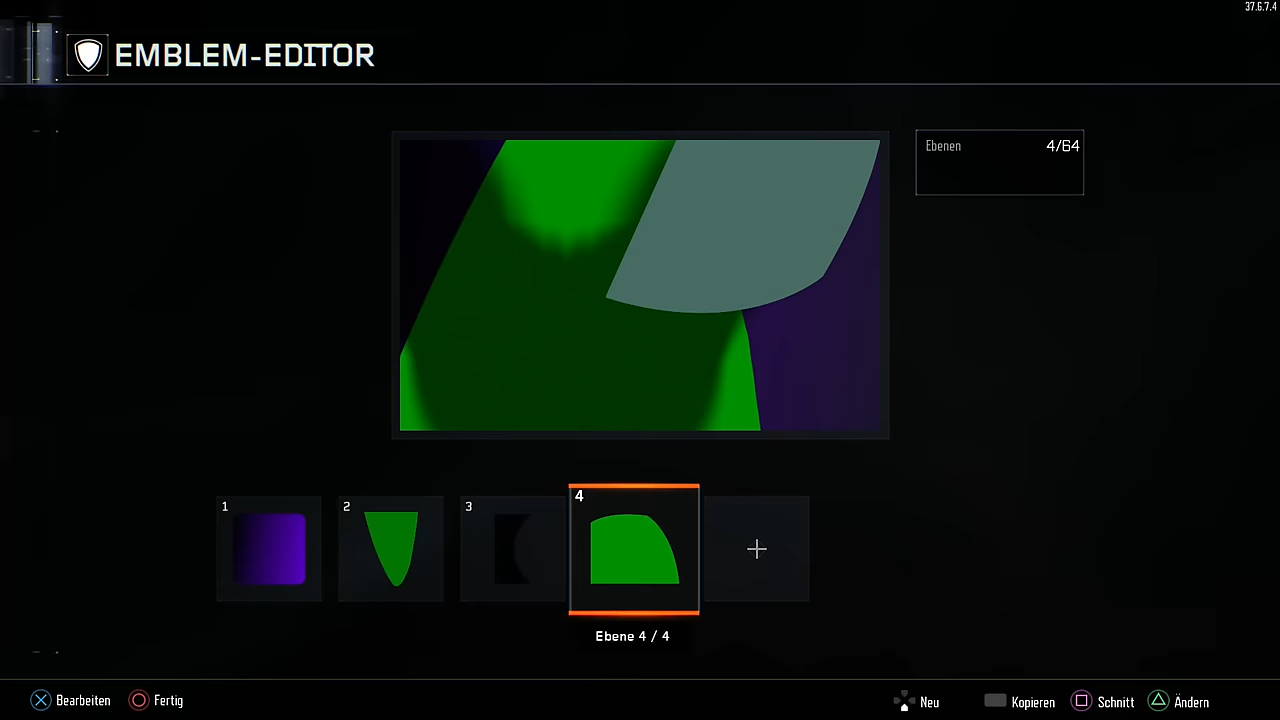 37.6.7.4
EMBLEM-EDITOR
Ebenen 4/64
1
2
3
4
Ebene 4 / 4
Bearbeiten
Fertig
Neu
Kopieren
Schnitt
Ändern